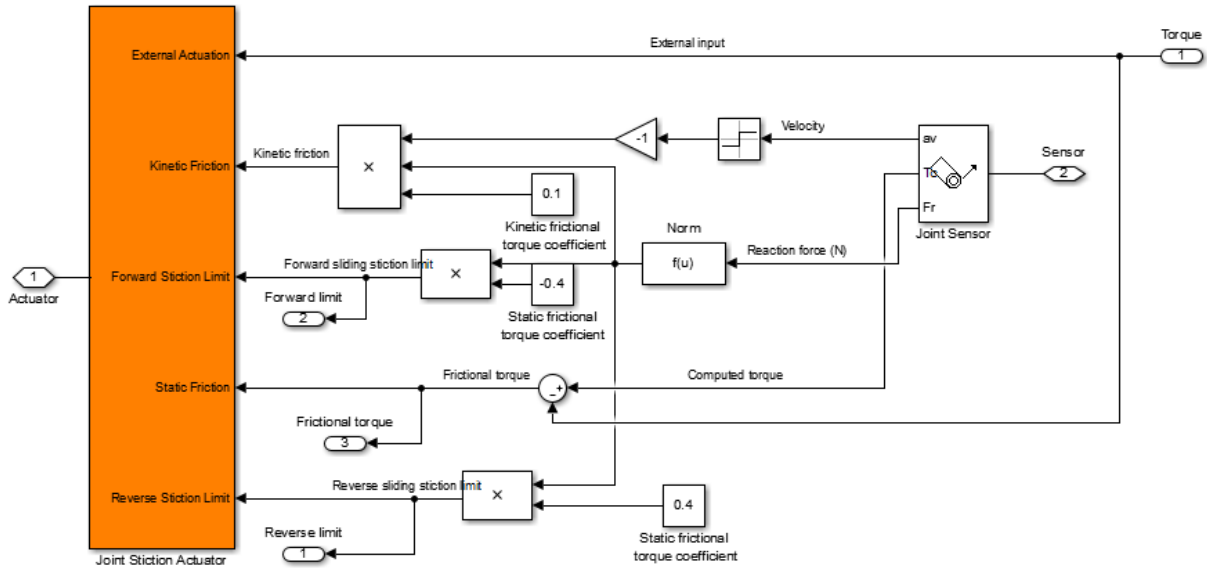 External input
Torque
1
External Actuation
-1
Velocity
av
Sensor
2
Kinetic friction
Kinetic Friction
×
Tc
0.1
Fr
Kinetic frictional
torque coefficient
Norm
Joint Sensor
f(u)
Reaction force (N)
Forward sliding stiction limit
×
1
Actuator
Forward Stiction Limit
-0.4
Forward limit
2
Static frictional
torque coefficient
Frictional torque
Computed torque
Static Friction
+
-
Frictional torque
3
Reverse sliding stiction limit
×
Reverse Stiction Limit
0.4
Reverse limit
1
Static frictional
torque coefficient
Joint Stiction Actuator